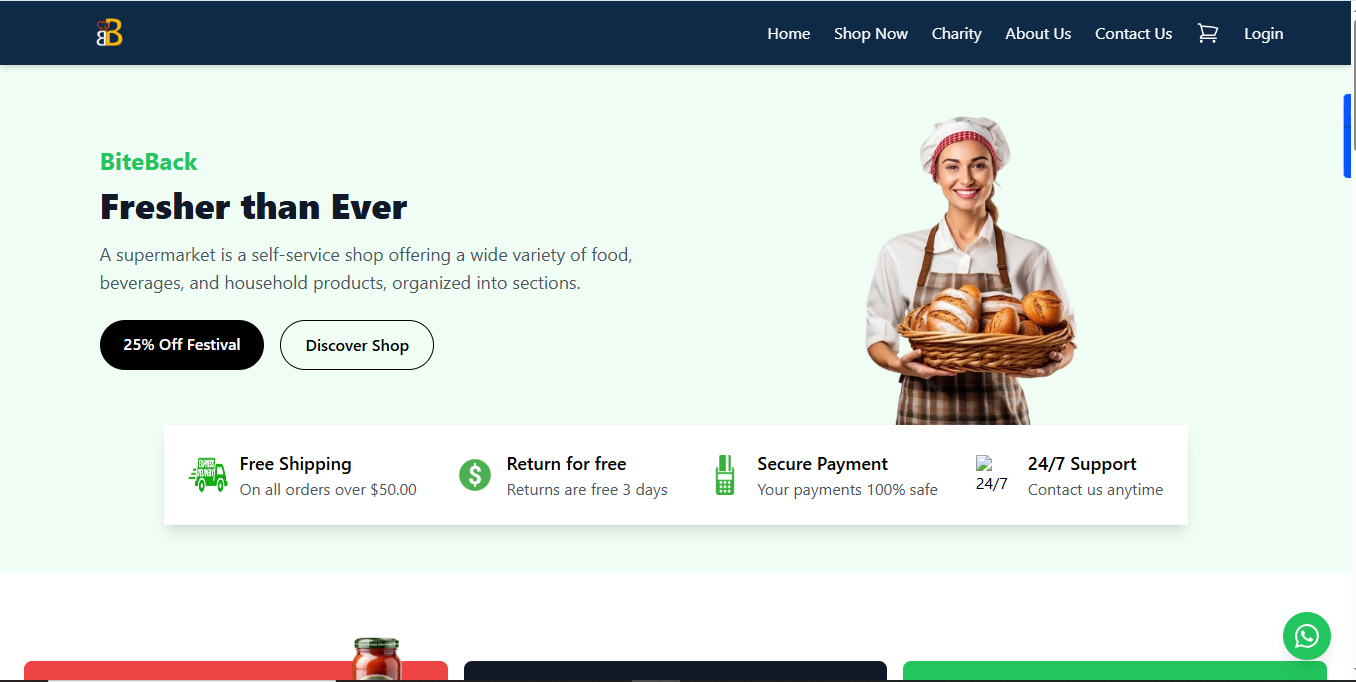 B B
Home
Shop Now
Charity
About Us
Contact Us
Login
BiteBack
Fresher than Ever
A supermarket is a self-service shop offering a wide variety of food,
beverages, and household products, organized into sections.
25% Off Festival
Discover Shop
EXPRESS
DELIVERY
Free Shipping
On all orders over $50.00
$
Return for free
Returns are free 3 days
Secure Payment
Your payments 100% safe
24/7
24/7 Support
Contact us anytime